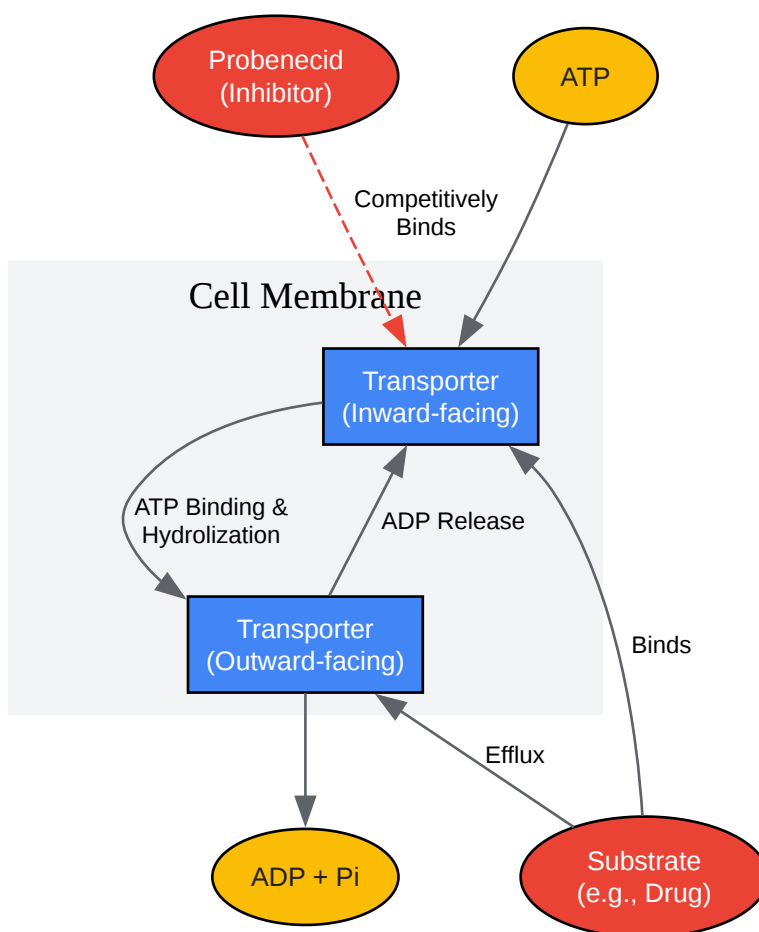 Probenecid
(Inhibitor)
ATP
Competitively
Binds
Cell Membrane
Transporter
(Inward-facing)
ATP Binding &
Hydrolization
ADP Release
Transporter
(Outward-facing)
Binds
Efflux
ADP + Pi
Substrate
(e.g., Drug)